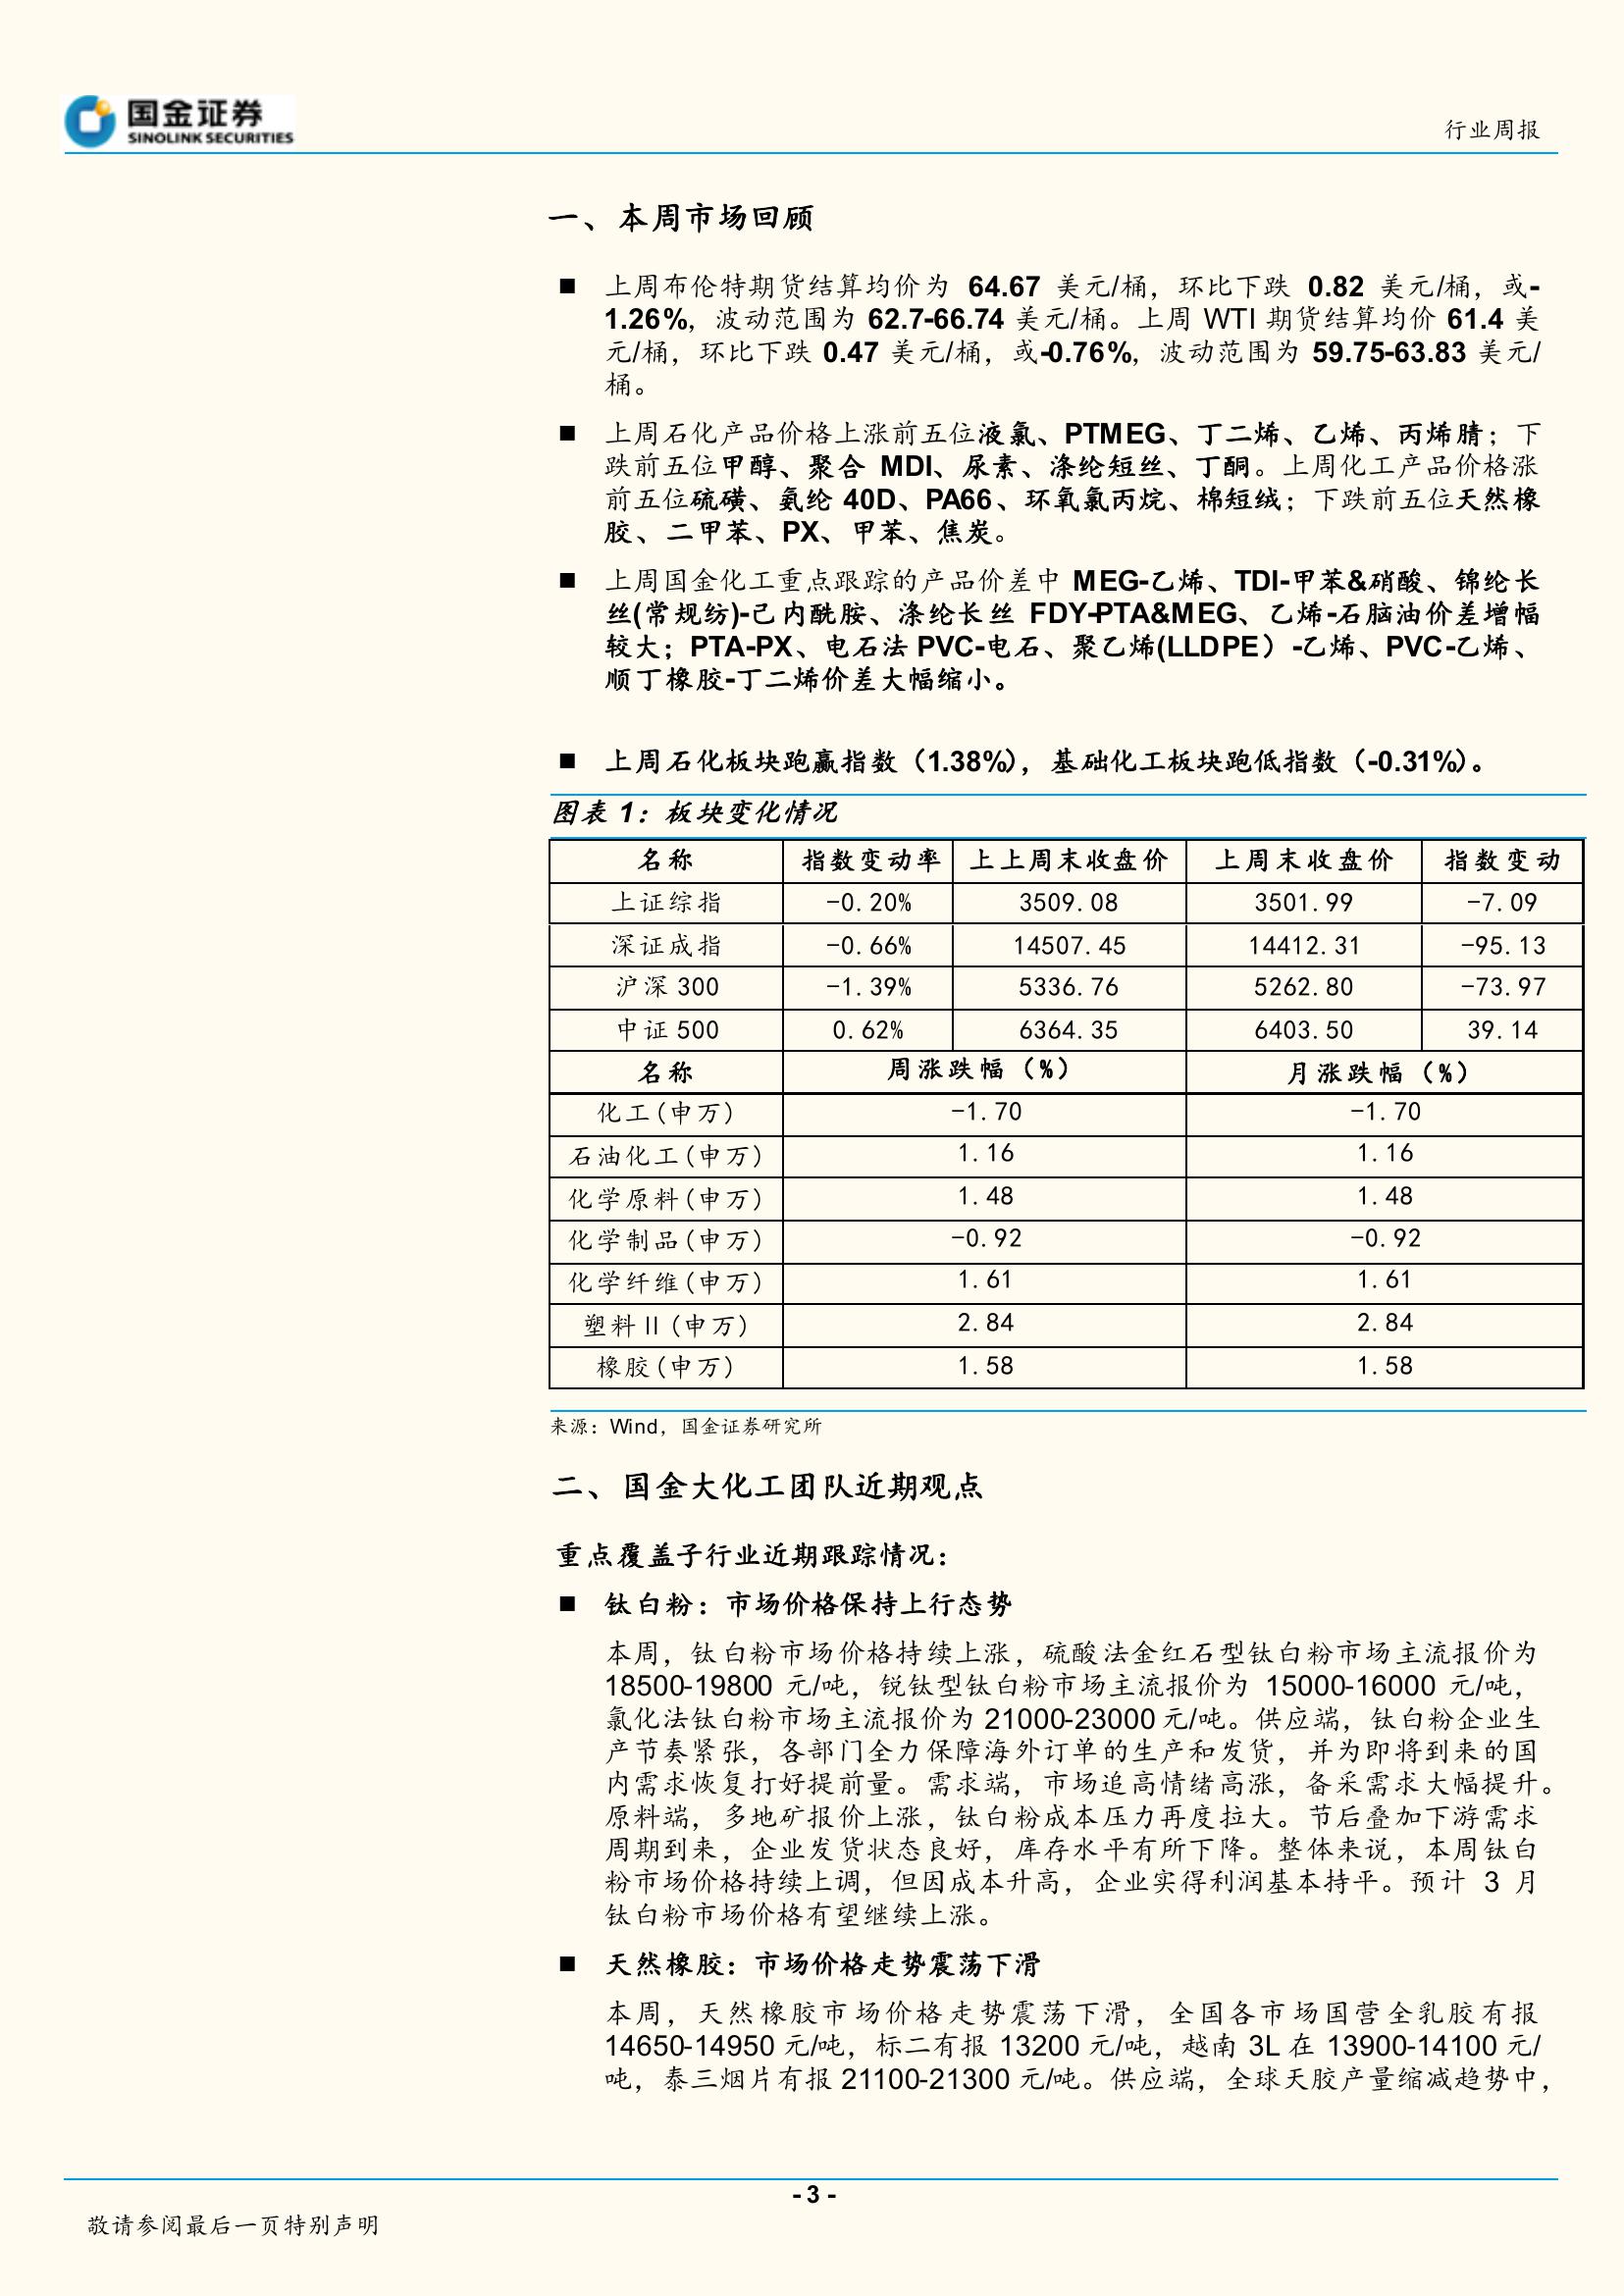 国金证券
SINOLINK SECURITIES
行业周报
一、本周市场回顾
■ 上周布伦特期货结算均价为 64.67 美元/桶，环比下跌 0.82 美元/桶，或-
1.26%，波动范围为 62.7-66.74 美元/桶。上周 WTI 期货结算均价 61.4 美
元/桶，环比下跌 0.47 美元/桶，或-0.76%，波动范围为 59.75-63.83 美元/
桶。
■ 上周石化产品价格上涨前五位液氯、PTMEG、丁二烯、乙烯、丙烯腈；下
跌前五位甲醇、聚合 MDI、尿素、涤纶短丝、丁酮。上周化工产品价格涨
前五位硫磺、氨纶 40D、PA66、环氧氯丙烷、棉短绒；下跌前五位天然橡
胶、二甲苯、PX、甲苯、焦炭。
■ 上周国金化工重点跟踪的产品价差中 MEG-乙烯、TDI-甲苯&硝酸、锦纶长
丝(常规纺)-己内酰胺、涤纶长丝 FDY-PTA&MEG、乙烯-石脑油价差增幅
较大；PTA-PX、电石法 PVC-电石、聚乙烯(LLDPE）-乙烯、PVC-乙烯、
顺丁橡胶-丁二烯价差大幅缩小。
■ 上周石化板块跑赢指数（1.38%），基础化工板块跑低指数（-0.31%）。
图表 1：板块变化情况
名称 指数变动率 上上周末收盘价 上周末收盘价 指数变动
上证综指 -0.20% 3509.08 3501.99 -7.09
深证成指 -0.66% 14507.45 14412.31 -95.13
沪深 300 -1.39% 5336.76 5262.80 -73.97
中证 500 0.62% 6364.35 6403.50 39.14
名称 周涨跌幅（%） 月涨跌幅（%）
化工(申万) -1.70 -1.70
石油化工(申万) 1.16 1.16
化学原料(申万) 1.48 1.48
化学制品(申万) -0.92 -0.92
化学纤维(申万) 1.61 1.61
塑料II(申万) 2.84 2.84
橡胶(申万) 1.58 1.58
来源：Wind，国金证券研究所
二、国金大化工团队近期观点
重点覆盖子行业近期跟踪情况：
■ 钛白粉：市场价格保持上行态势
本周，钛白粉市场价格持续上涨，硫酸法金红石型钛白粉市场主流报价为
18500-19800 元/吨，锐钛型钛白粉市场主流报价为 15000-16000 元/吨，
氯化法钛白粉市场主流报价为 21000-23000 元/吨。供应端，钛白粉企业生
产节奏紧张，各部门全力保障海外订单的生产和发货，并为即将到来的国
内需求恢复打好提前量。需求端，市场追高情绪高涨，备采需求大幅提升。
原料端，多地矿报价上涨，钛白粉成本压力再度拉大。节后叠加下游需求
周期到来，企业发货状态良好，库存水平有所下降。整体来说，本周钛白
粉市场价格持续上调，但因成本升高，企业实得利润基本持平。预计 3 月
钛白粉市场价格有望继续上涨。
■ 天然橡胶：市场价格走势震荡下滑
本周，天然橡胶市场价格走势震荡下滑，全国各市场国营全乳胶有报
14650-14950 元/吨，标二有报 13200 元/吨，越南 3L 在 13900-14100 元/
吨，泰三烟片有报 21100-21300 元/吨。供应端，全球天胶产量缩减趋势中，
- 3 -
敬请参阅最后一页特别声明